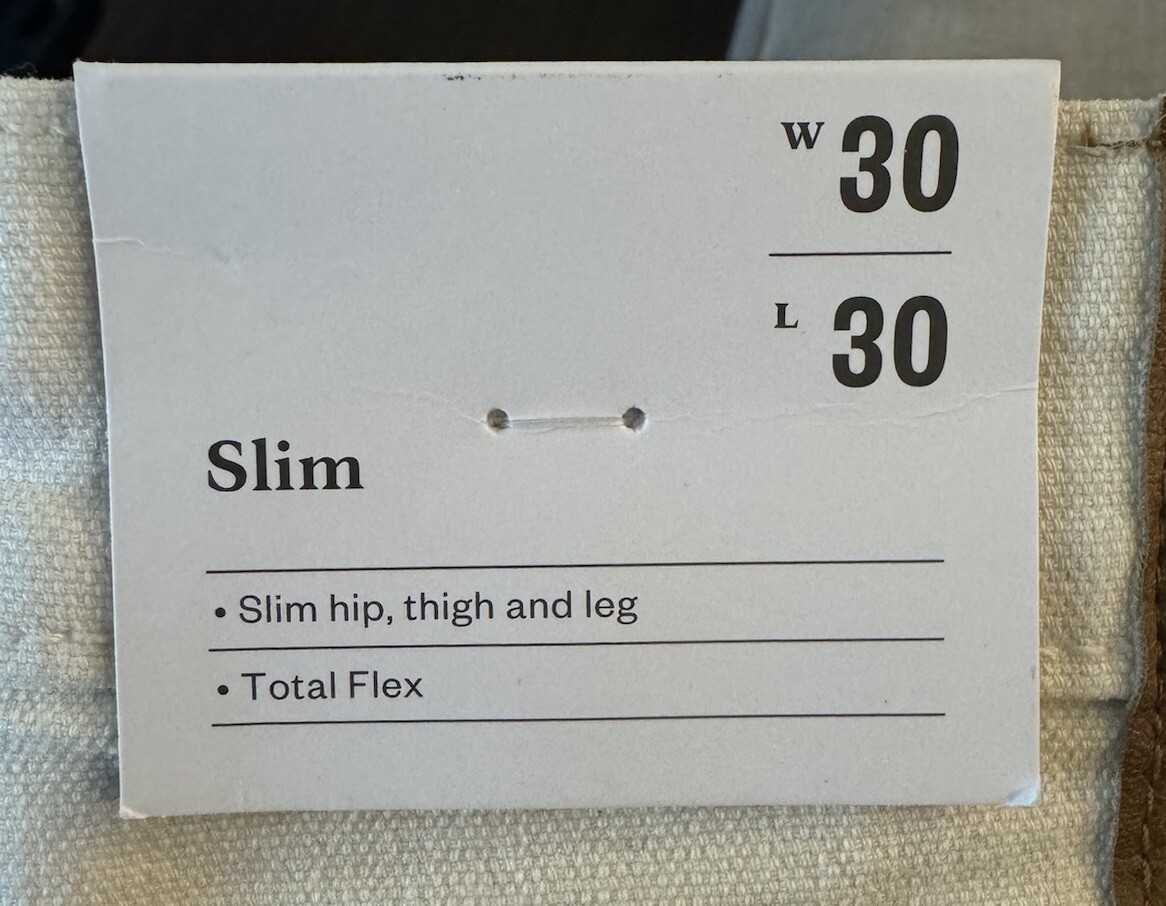 W 30
L 30
Slim
• Slim hip, thigh and leg
• Total Flex